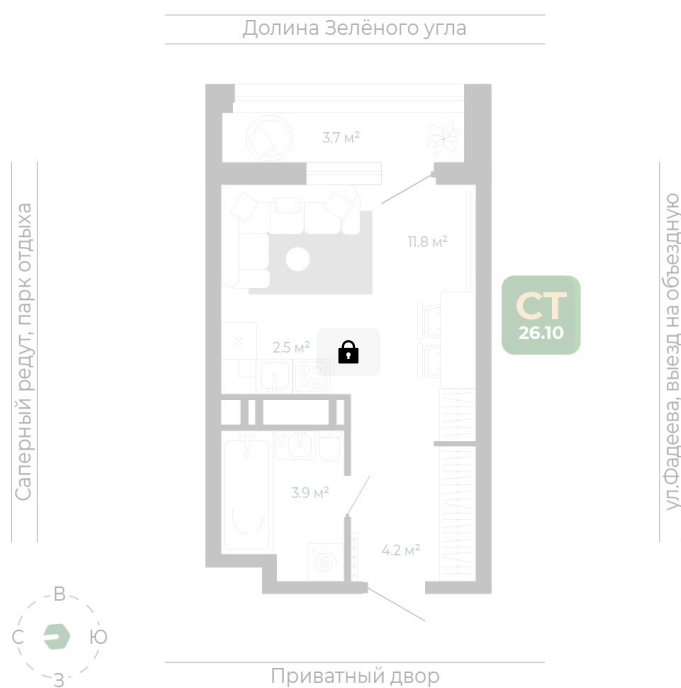 Долина Зелёного угла
Саперный редут, парк отдыха
ул.Фадеева, выезд на объездную
3.7 м²
11.8 м²
СТ
26.10
2.5 м²
3.9 м²
4.2 м²
В
С
Ю
З
Приватный двор